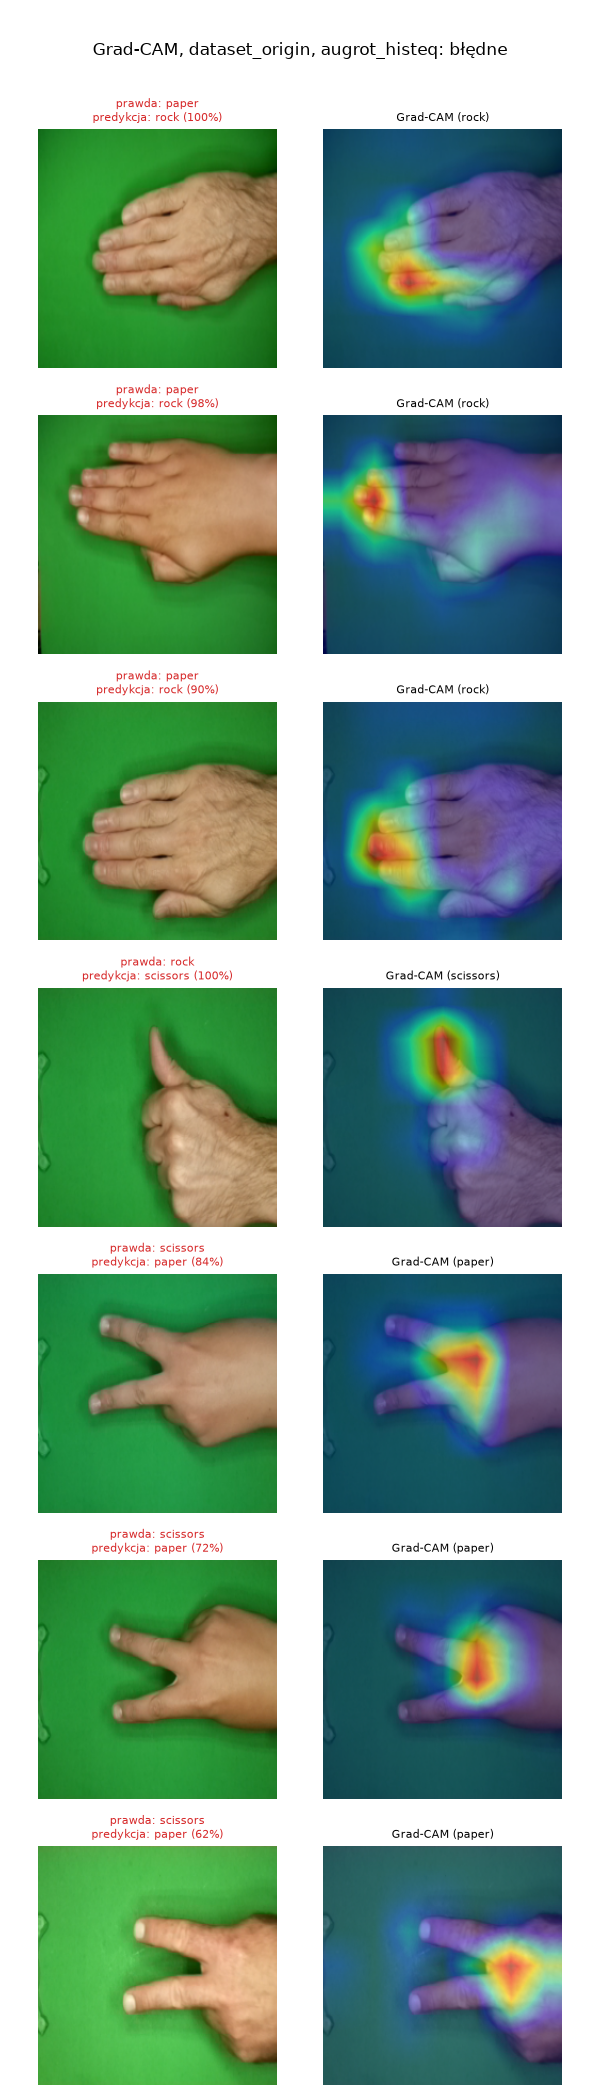 Grad-CAM, dataset_origin, augrot_histeq: błędne
prawda: paper
predykcja: rock (100%)
Grad-CAM (rock)
prawda: paper
predykcja: rock (98%)
Grad-CAM (rock)
prawda: paper
predykcja: rock (90%)
Grad-CAM (rock)
prawda: rock
predykcja: scissors (100%)
Grad-CAM (scissors)
prawda: scissors
predykcja: paper (84%)
Grad-CAM (paper)
prawda: scissors
predykcja: paper (72%)
Grad-CAM (paper)
prawda: scissors
predykcja: paper (62%)
Grad-CAM (paper)